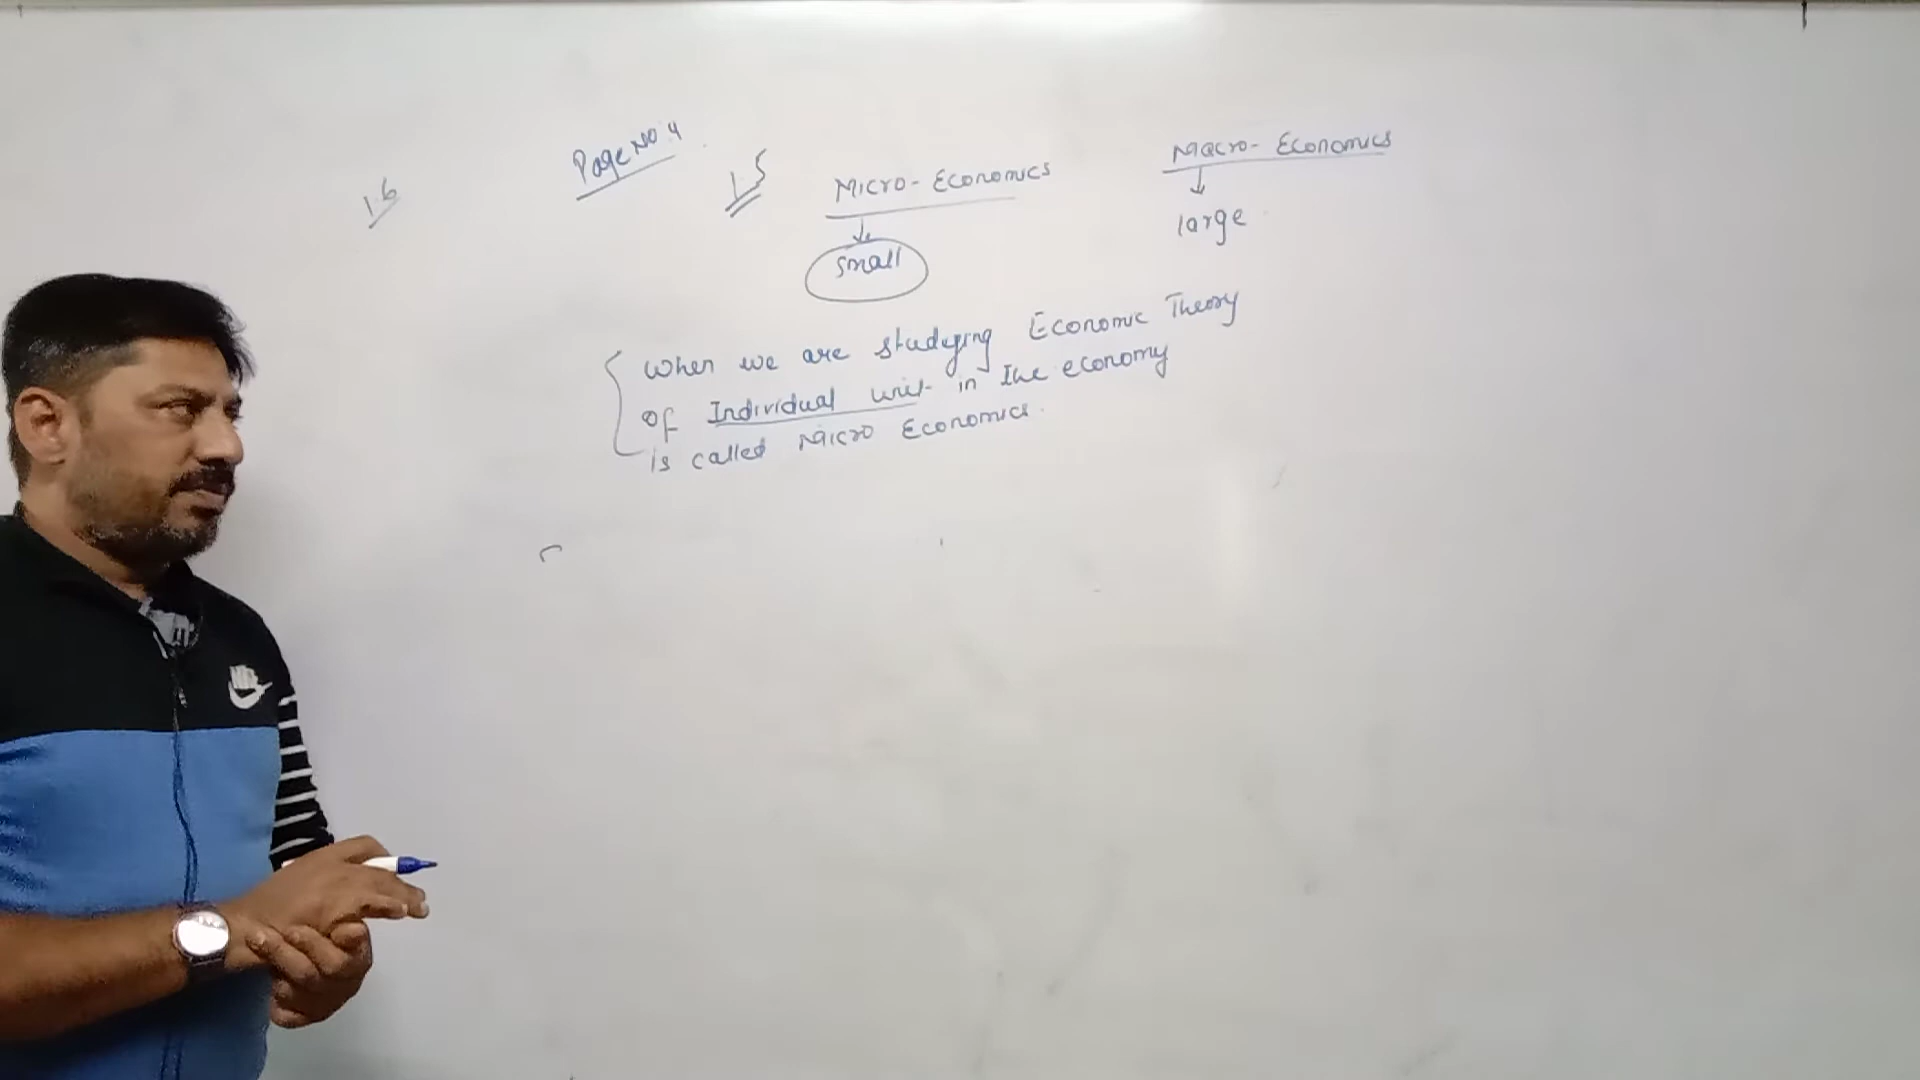 Page No 4
1.6
1.5
Micro-Economics
Macro-Economics
small
large
When we are studying Economic Theory
of Individual unit in the economy
is called Micro Economics.